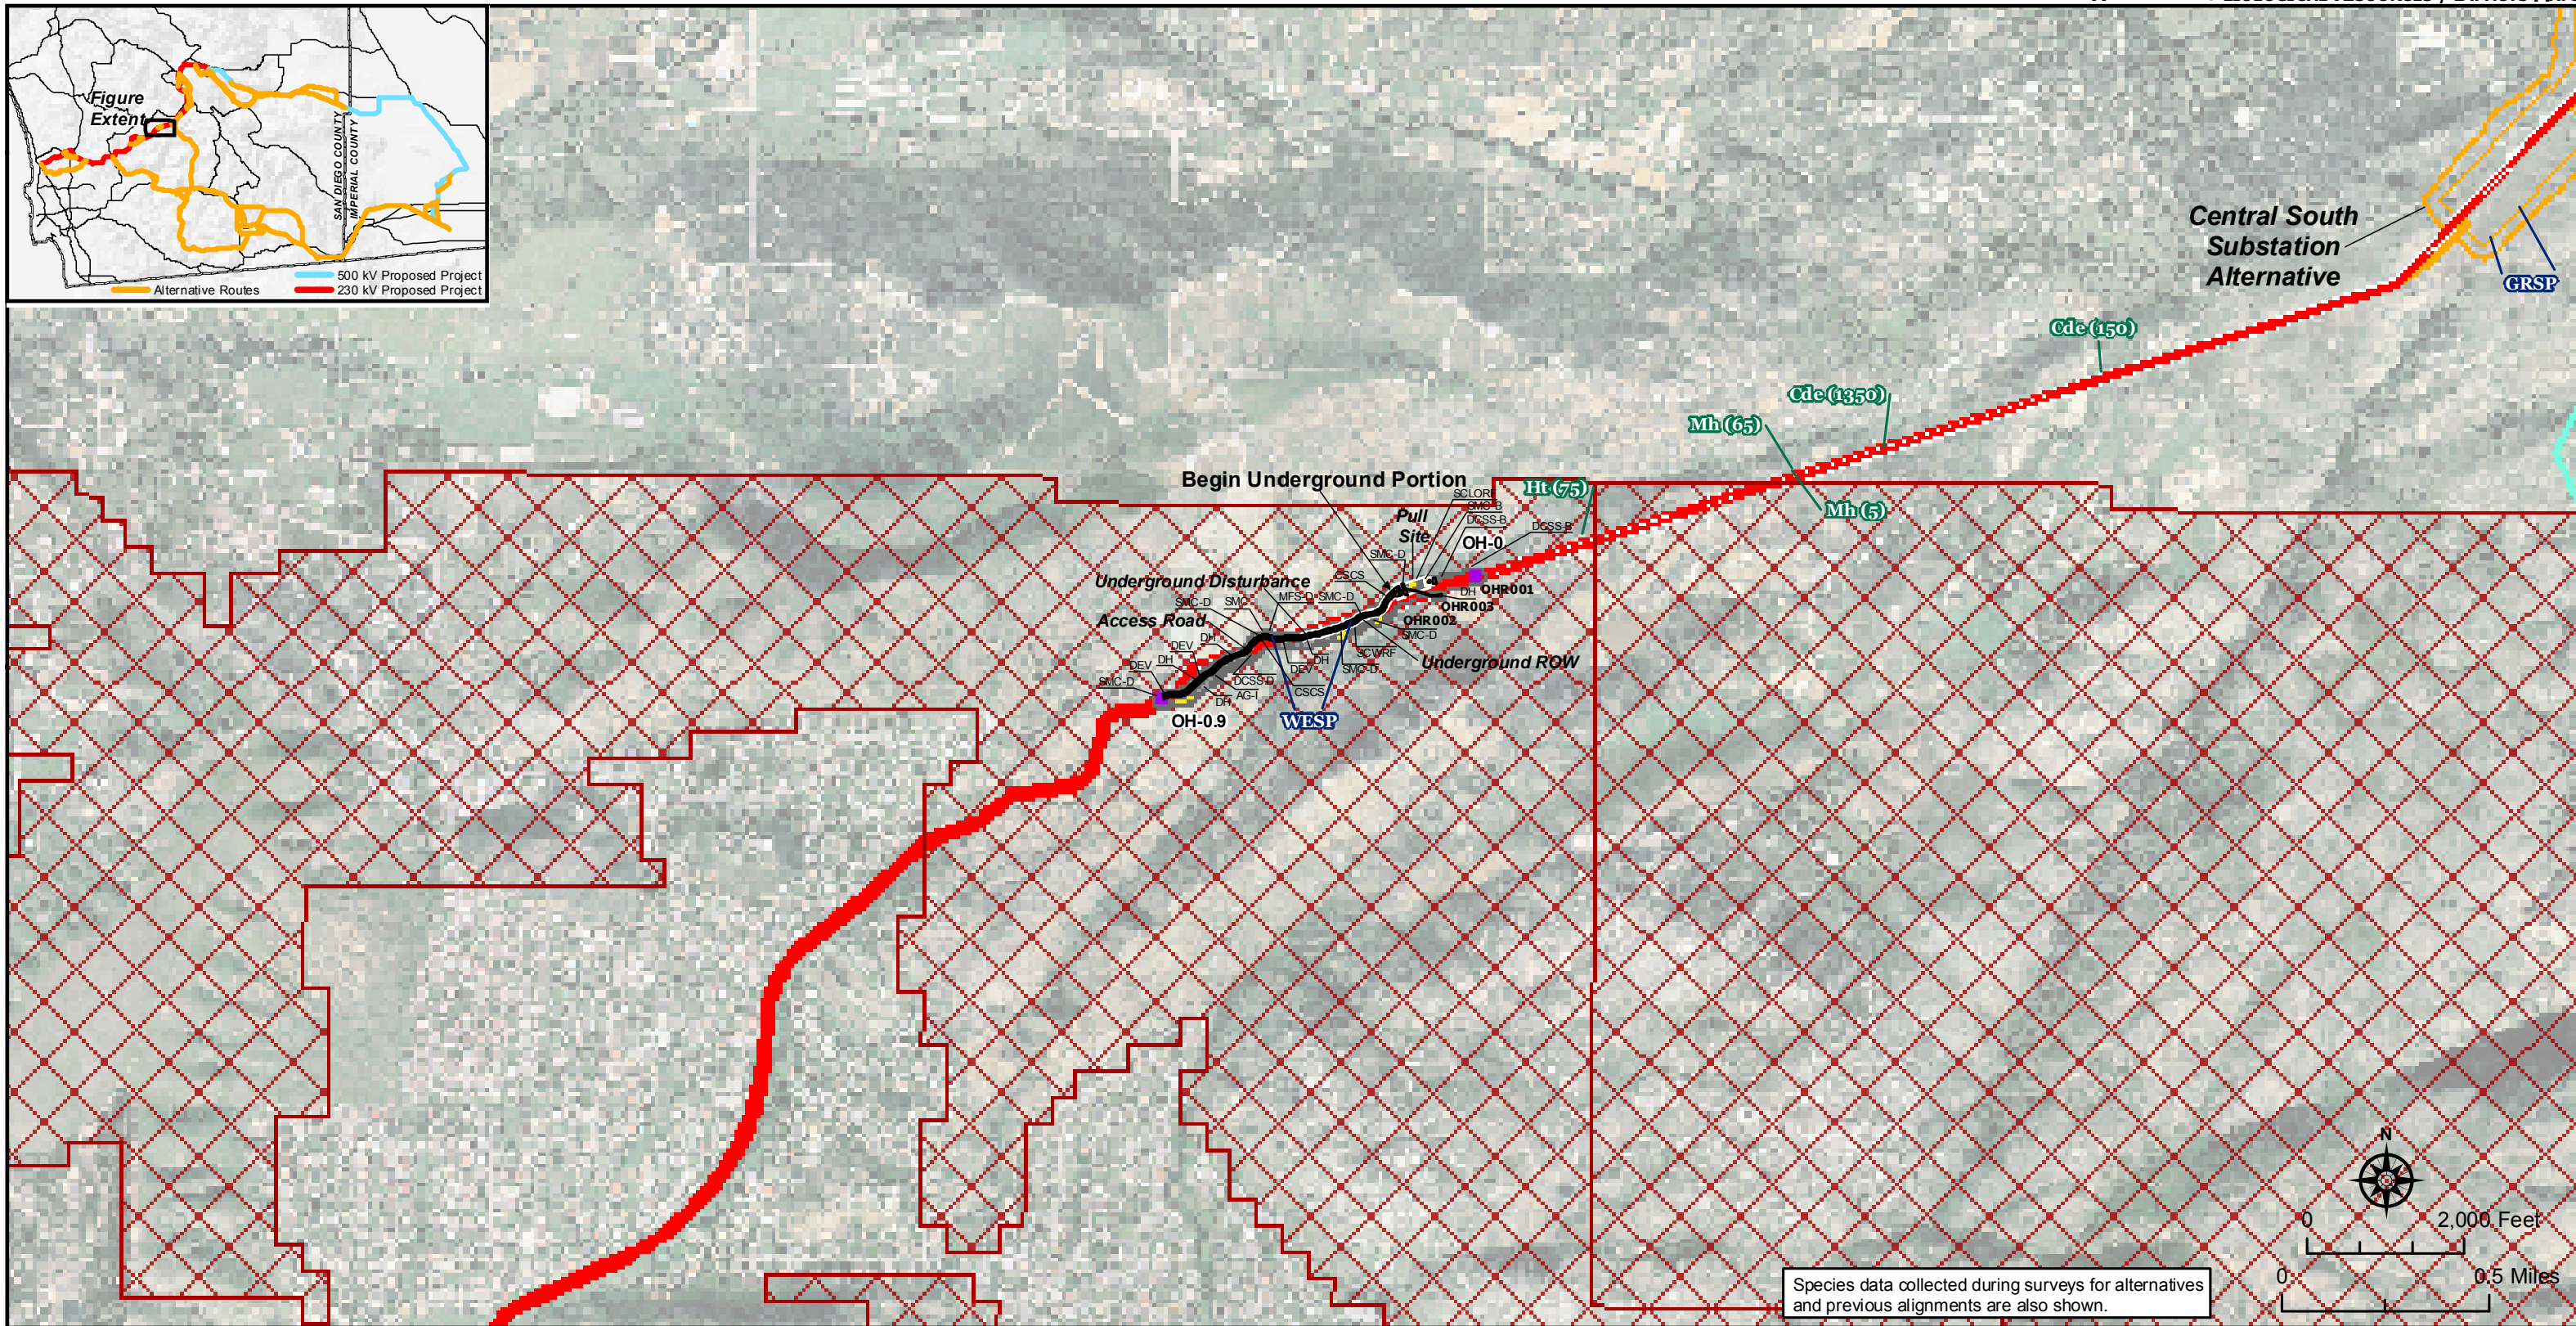 Figure
Extent
SAN DIEGO COUNTY
IMPERIAL COUNTY
500 kV Proposed Project
Alternative Routes
230 kV Proposed Project
Central South
Substation
Alternative
GRSP
Cde (150)
Cde (1350)
Mh (65)
Mh (5)
Ht (75)
Begin Underground Portion
SCLORF
SMC-B
DCSS-B
DCSS-B
Pull
Site
OH-0
SMC-D
CSCS
DH
OHR001
OHR003
OHR002
SMC-D
Underground Disturbance
MFS-D
SMC-D
SMC-D
SMC
Access Road
DH
DEV
DH
DEV
SMC-D
SCWRF
SMC-D
DH
DEV
Underground ROW
DCSS-D
CSCS
AG-I
DH
OH-0.9
WESP
N
0
2,000 Feet
0
0.5 Miles
Species data collected during surveys for alternatives
and previous alignments are also shown.